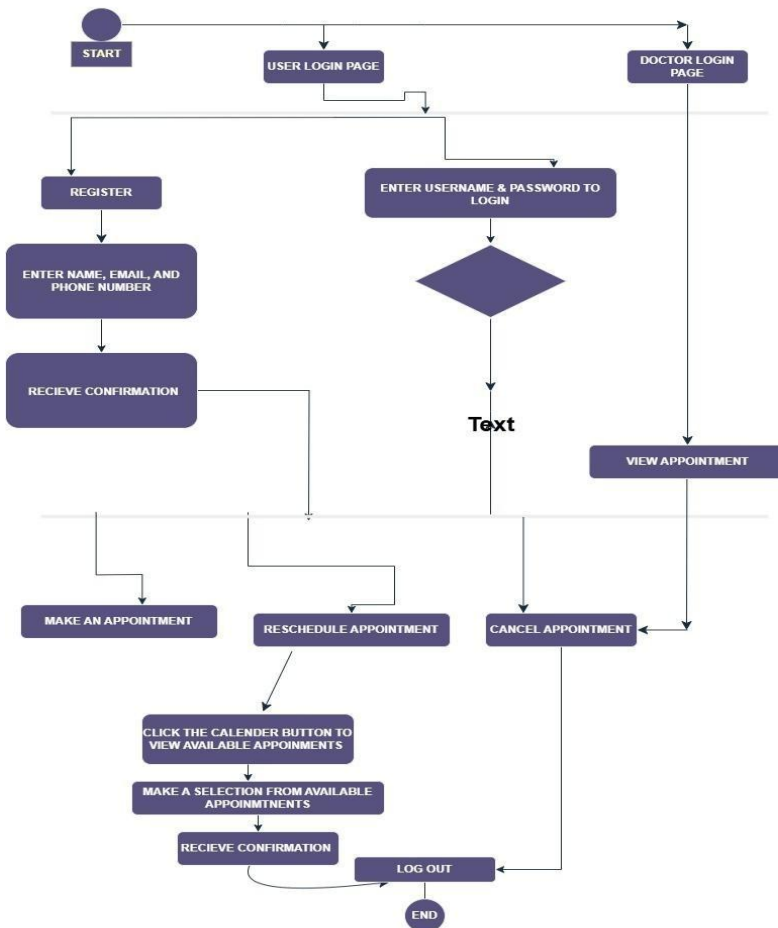 START
USER LOGIN PAGE
DOCTOR LOGIN
PAGE
REGISTER
ENTER USERNAME & PASSWORD TO
LOGIN
ENTER NAME, EMAIL, AND
PHONE NUMBER
RECIEVE CONFIRMATION
Text
VIEW APPOINTMENT
MAKE AN APPOINTMENT
RESCHEDULE APPOINTMENT
CANCEL APPOINTMENT
CLICK THE CALENDER BUTTON TO
VIEW AVAILABLE APPOINMENTS
MAKE A SELECTION FROM AVAILABLE
APPOINMTNENTS
RECIEVE CONFIRMATION
LOG OUT
END